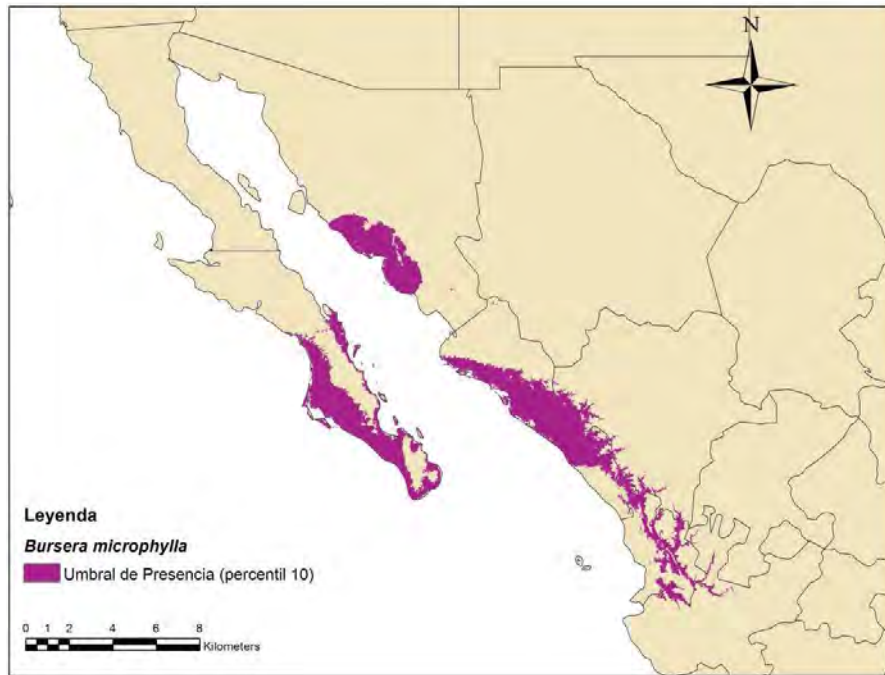 N
Leyenda
Bursera microphylla
Umbral de Presencia (percentil 10)
0 1 2 4 6 8
Kilometers